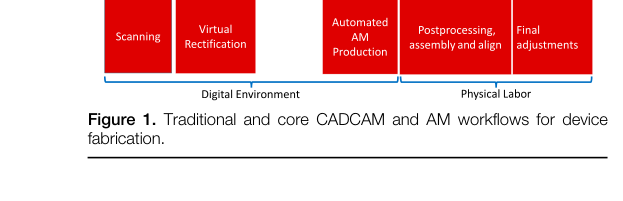 Scanning
Virtual
Rectification
Automated
AM
Production
Postprocessing,
assembly and align
Final
adjustments
Digital Environment
Physical Labor
Figure 1. Traditional and core CADCAM and AM workflows for device
fabrication.